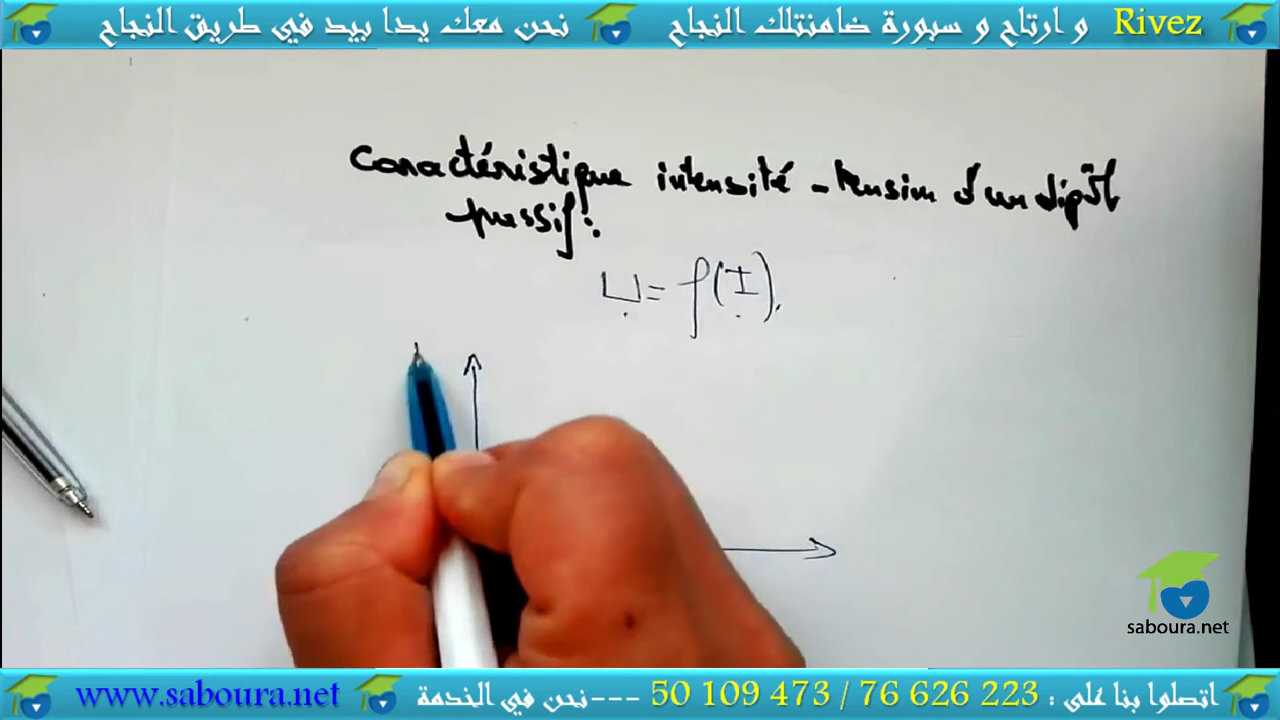 Rivez و ارتاح و سبورة ضامنتلك النجاح نحن معك يدا بيد في طريق النجاح
Caractéristique intensité - tension d'un dipôl
passif :
U = f(I).
saboura.net
اتصلوا بنا على : 50 109 473 / 76 626 223 ---نحن في الخدمة www.saboura.net